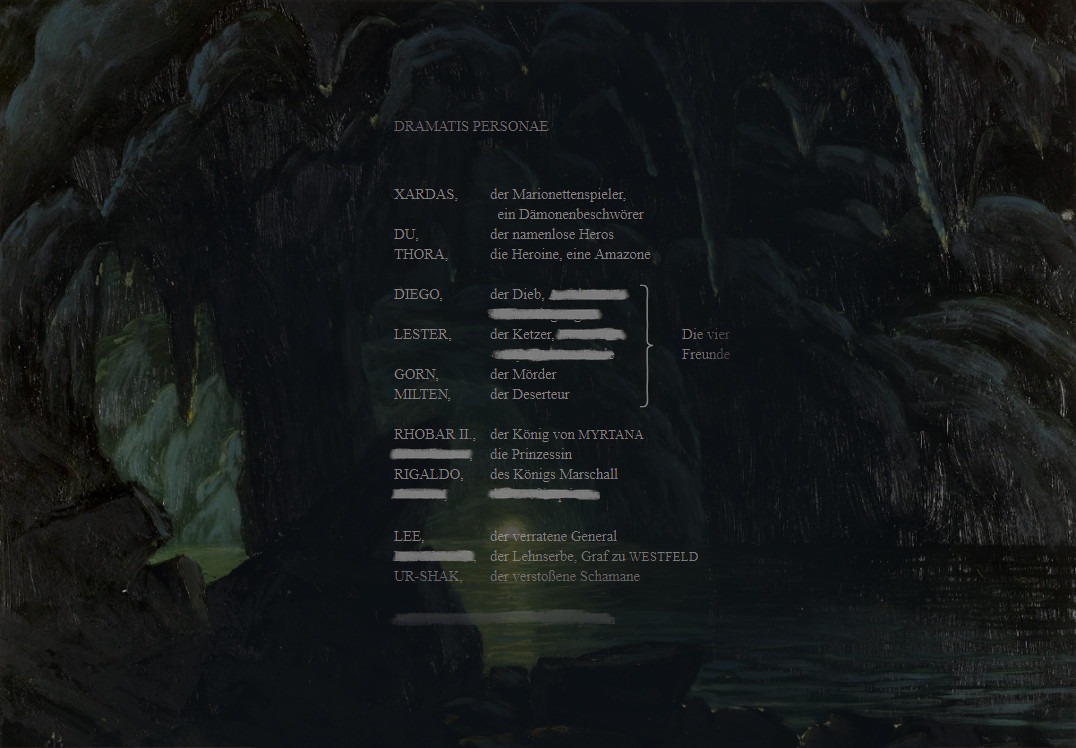 DRAMATIS PERSONAE
XARDAS, der Marionettenspieler,
ein Dämonenbeschwörer
DU, der namenlose Heros
THORA, die Heroine, eine Amazone
DIEGO, der Dieb,
LESTER, der Ketzer, Die vier
Freunde
GORN, der Mörder
MILTEN, der Deserteur
RHOBAR II., der König von MYRTANA
die Prinzessin
RIGALDO, des Königs Marschall
LEE, der verratene General
der Lehnserbe, Graf zu WESTFELD
UR-SHAK, der verstoßene Schamane